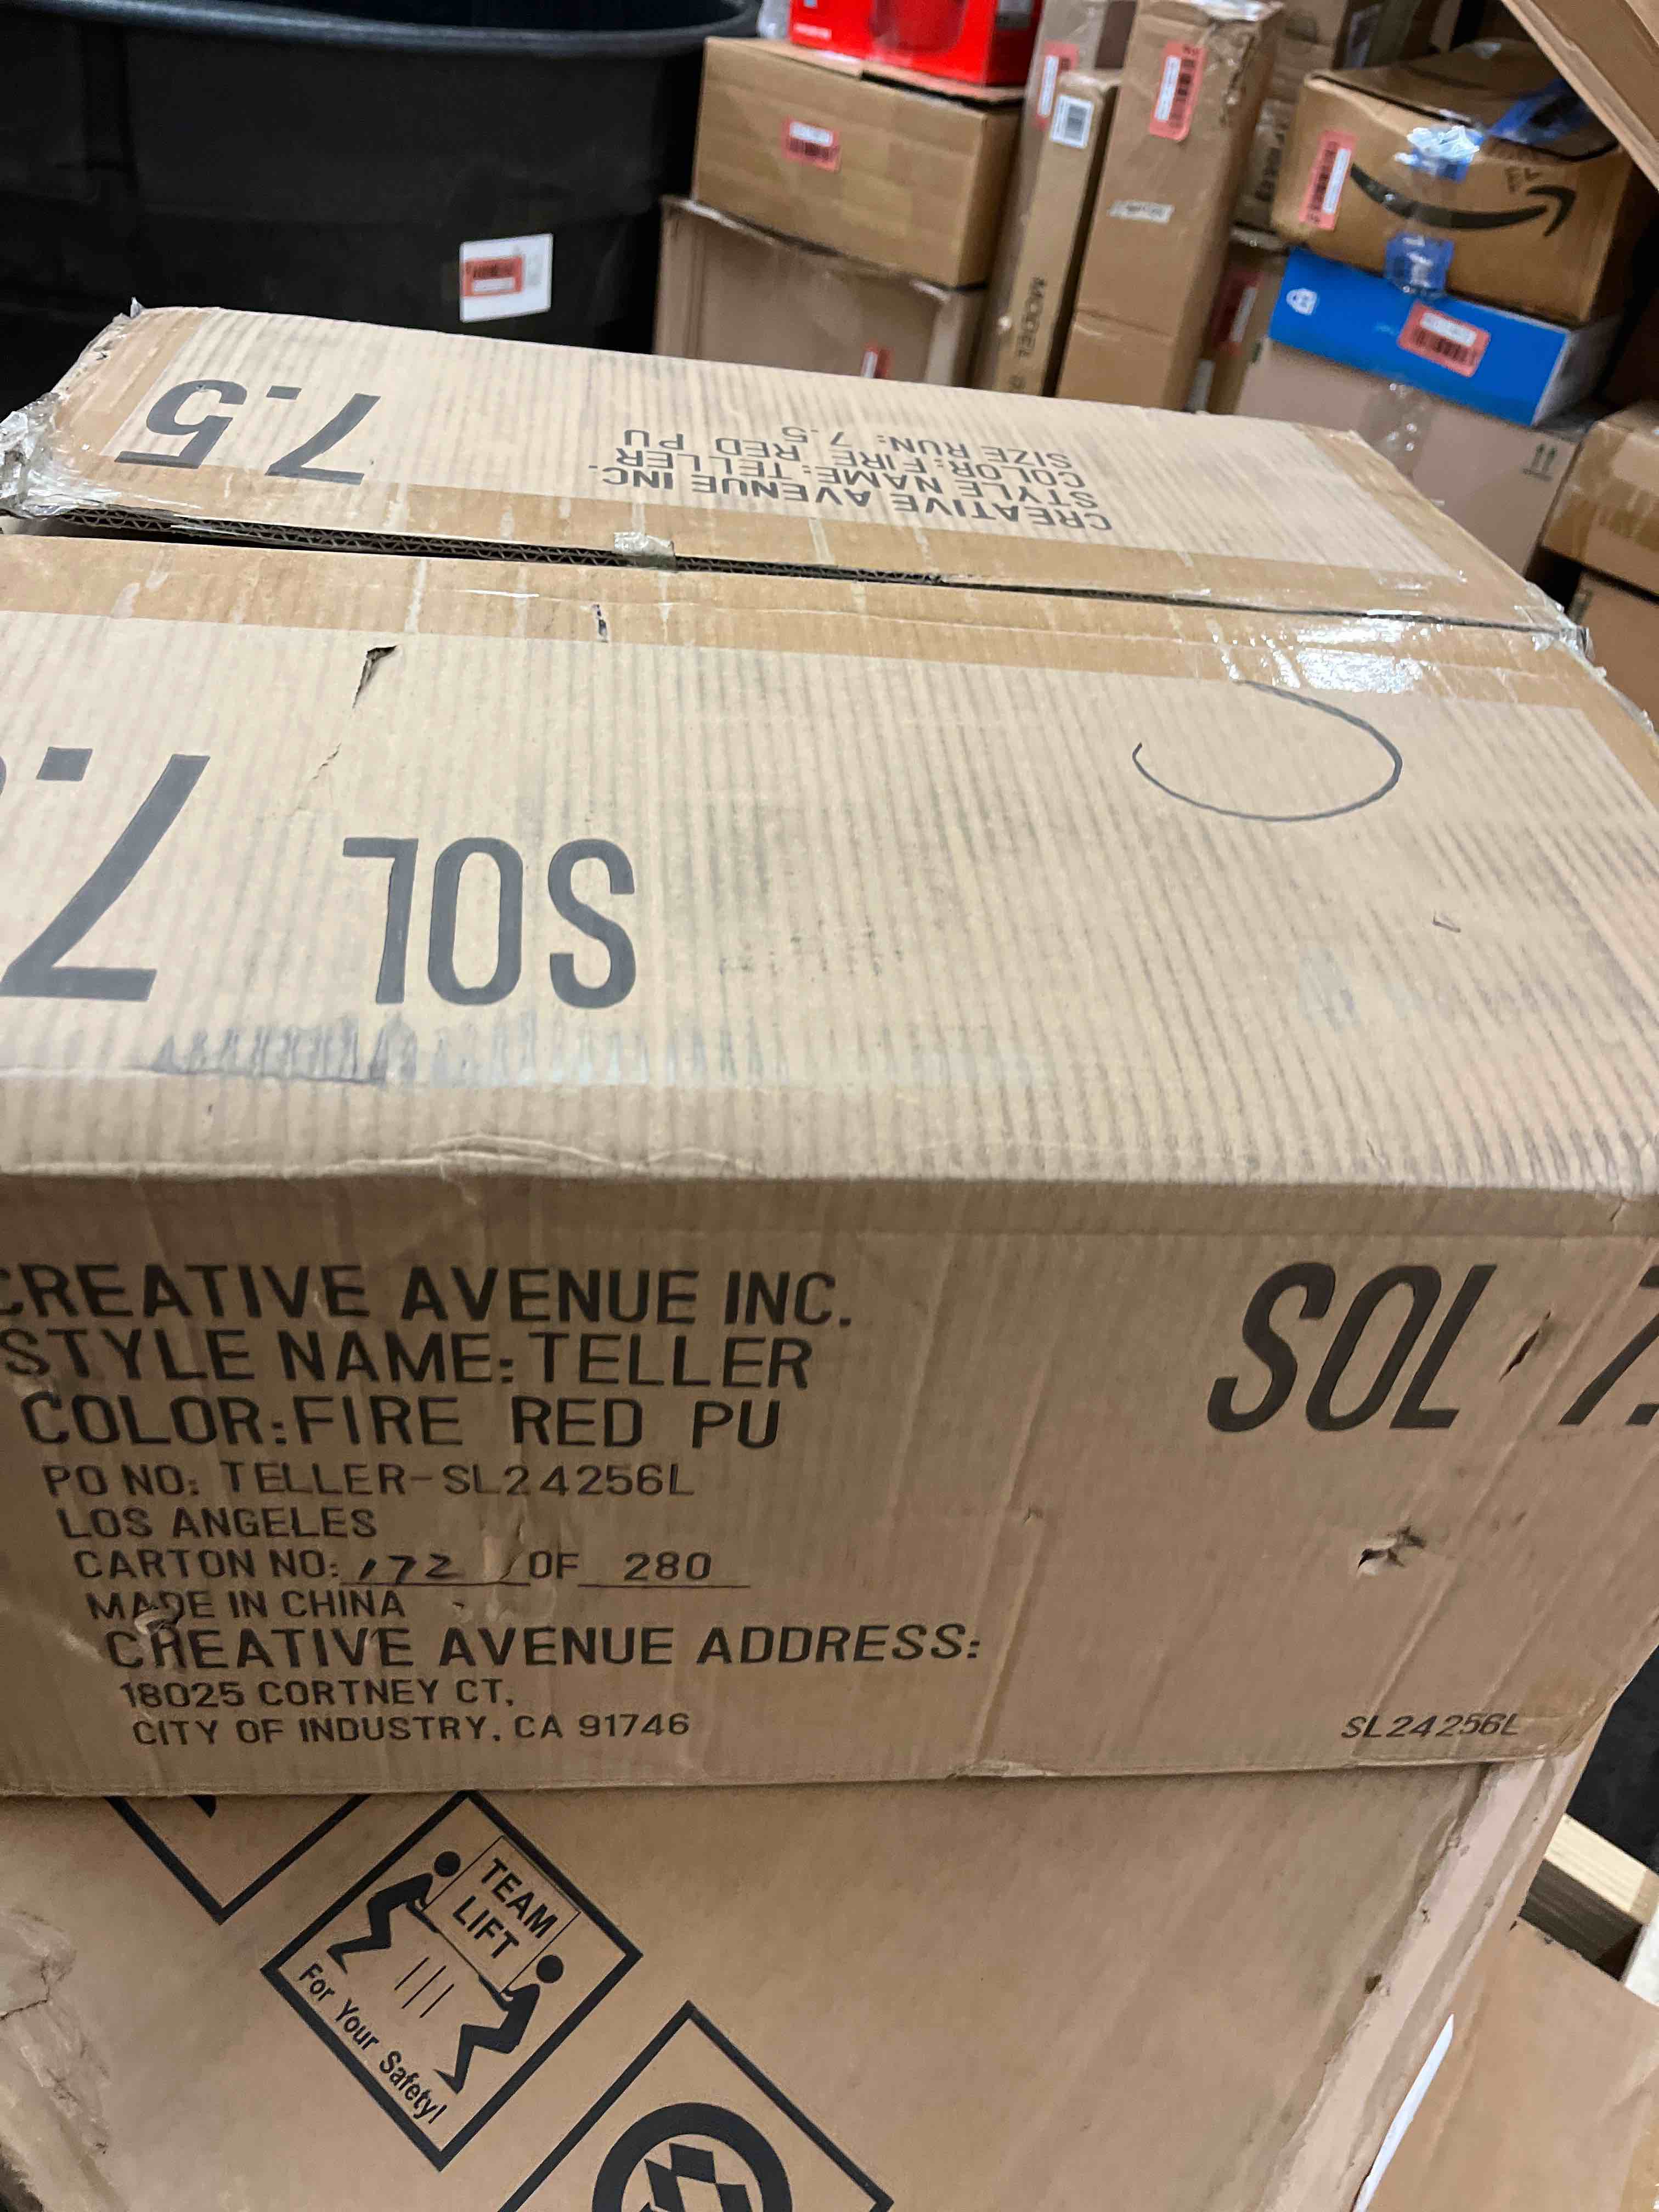 7.5
CREATIVE AVENUE INC.
STYLE NAME: TELLER
COLOR: FIRE RED PU
SIZE RUN: 7.5
MODEL
SOL 7.
CREATIVE AVENUE INC.
STYLE NAME: TELLER
COLOR: FIRE RED PU
PO NO: TELLER-SL24256L
LOS ANGELES
CARTON NO: 172 OF 280
MADE IN CHINA
CREATIVE AVENUE ADDRESS:
18025 CORTNEY CT,
CITY OF INDUSTRY, CA 91746
SOL 7.
SL24256L
TEAM
LIFT
For Your Safety!